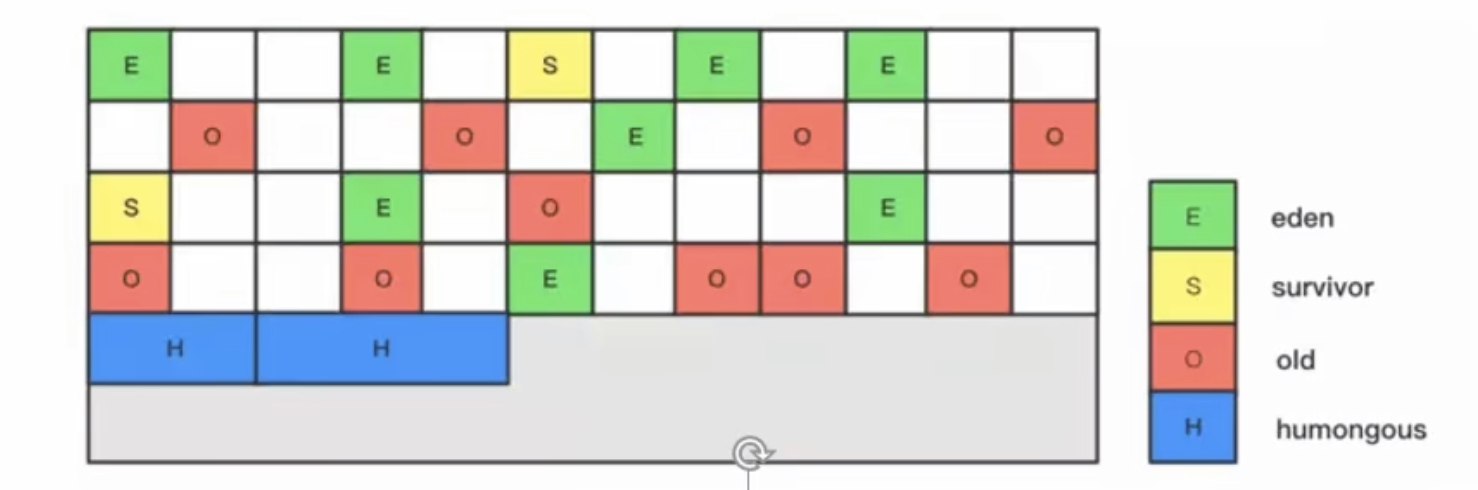 E E S E E
O O E O O
S E O E
O O E O O O
H H
E eden
S survivor
O old
H humongous